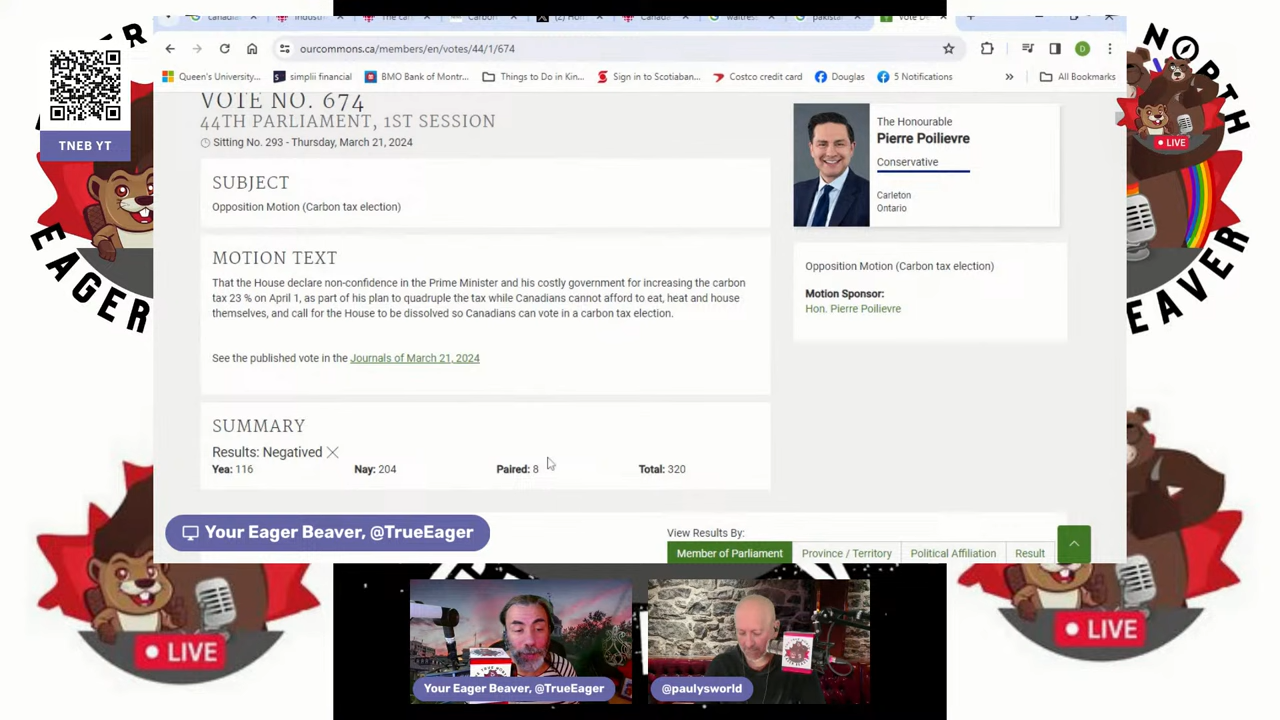 ourcommons.ca/members/en/votes/44/1/674
Queen's University...
simplii financial
BMO Bank of Montr...
Things to Do in Kin...
Sign in to Scotiaban...
Costco credit card
Douglas
5 Notifications
All Bookmarks
TNEB YT
NORTH
EAGER
EAVER
LIVE
VOTE NO. 674
44TH PARLIAMENT, 1ST SESSION
Sitting No. 293 - Thursday, March 21, 2024
SUBJECT
Opposition Motion (Carbon tax election)
MOTION TEXT
That the House declare non-confidence in the Prime Minister and his costly government for increasing the carbon
tax 23 % on April 1, as part of his plan to quadruple the tax while Canadians cannot afford to eat, heat and house
themselves, and call for the House to be dissolved so Canadians can vote in a carbon tax election.
See the published vote in the Journals of March 21, 2024
SUMMARY
Results: Negatived
Yea: 116 Nay: 204 Paired: 8 Total: 320
The Honourable
Pierre Poilievre
Conservative
Carleton
Ontario
Opposition Motion (Carbon tax election)
Motion Sponsor:
Hon. Pierre Poilievre
View Results By:
Member of Parliament Province / Territory Political Affiliation Result
Your Eager Beaver, @TrueEager
LIVE
LIVE
Your Eager Beaver, @TrueEager
@paulysworld